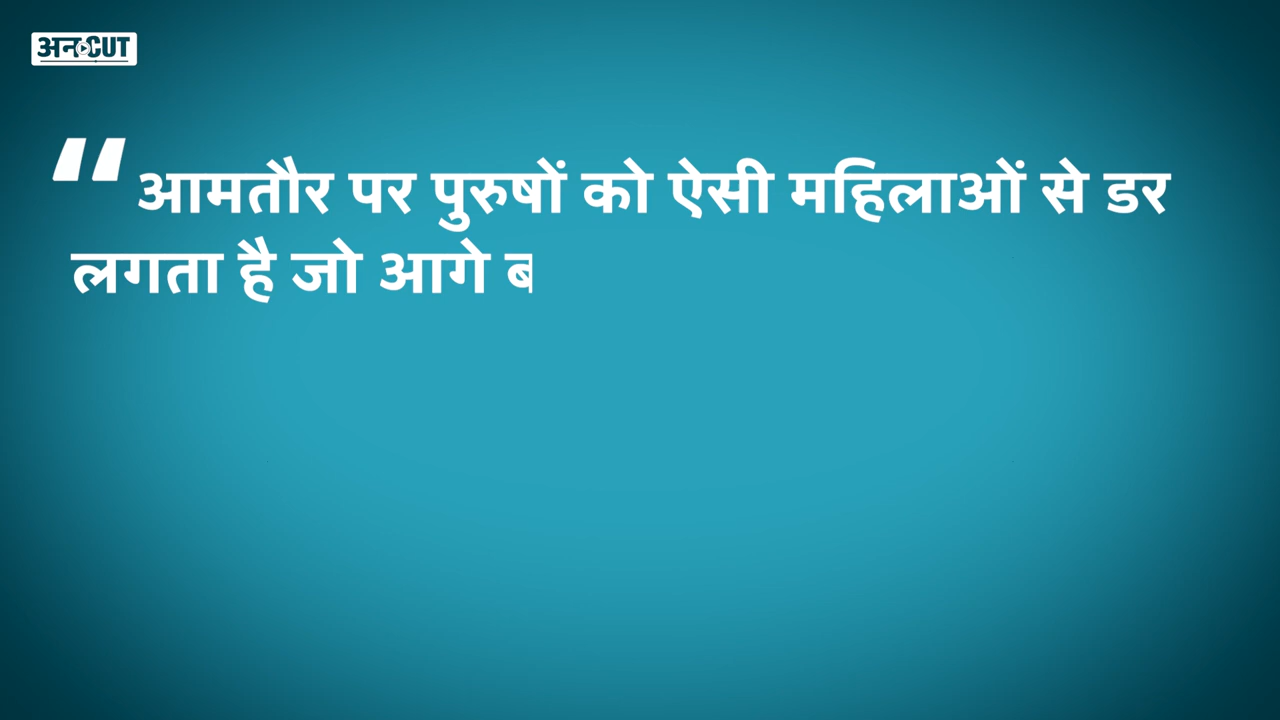 अनCUT
“आमतौर पर पुरुषों को ऐसी महिलाओं से डर
लगता है जो आगे ब